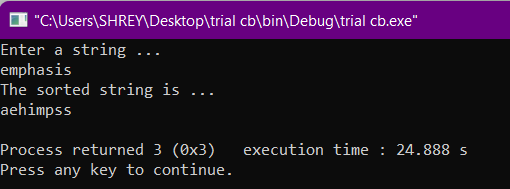 "C:\Users\SHREY\Desktop\trial cb\bin\Debug\trial cb.exe"
Enter a string ...
emphasis
The sorted string is ...
aehimpss
Process returned 3 (0x3)   execution time : 24.888 s
Press any key to continue.